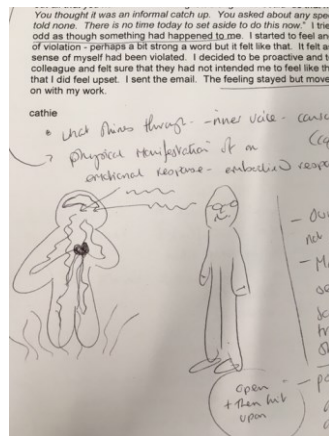 You thought it was an informal catch up. You asked about any spe
told none. There is no time today to set aside to do this now." I trie
odd as though something had happened to me. I started to feel an
of violation - perhaps a bit strong a word but it felt like that. It felt a
sense of myself had been violated. I decided to be proactive and t
colleague and felt sure that they had not intended me to feel like th
that I did feel upset. I sent the email. The feeling stayed but move
on with my work.
cathie
what shines through - inner voice -
physical manifestation of an
emotional response - embodied respo
not
open
+ then hit
upon